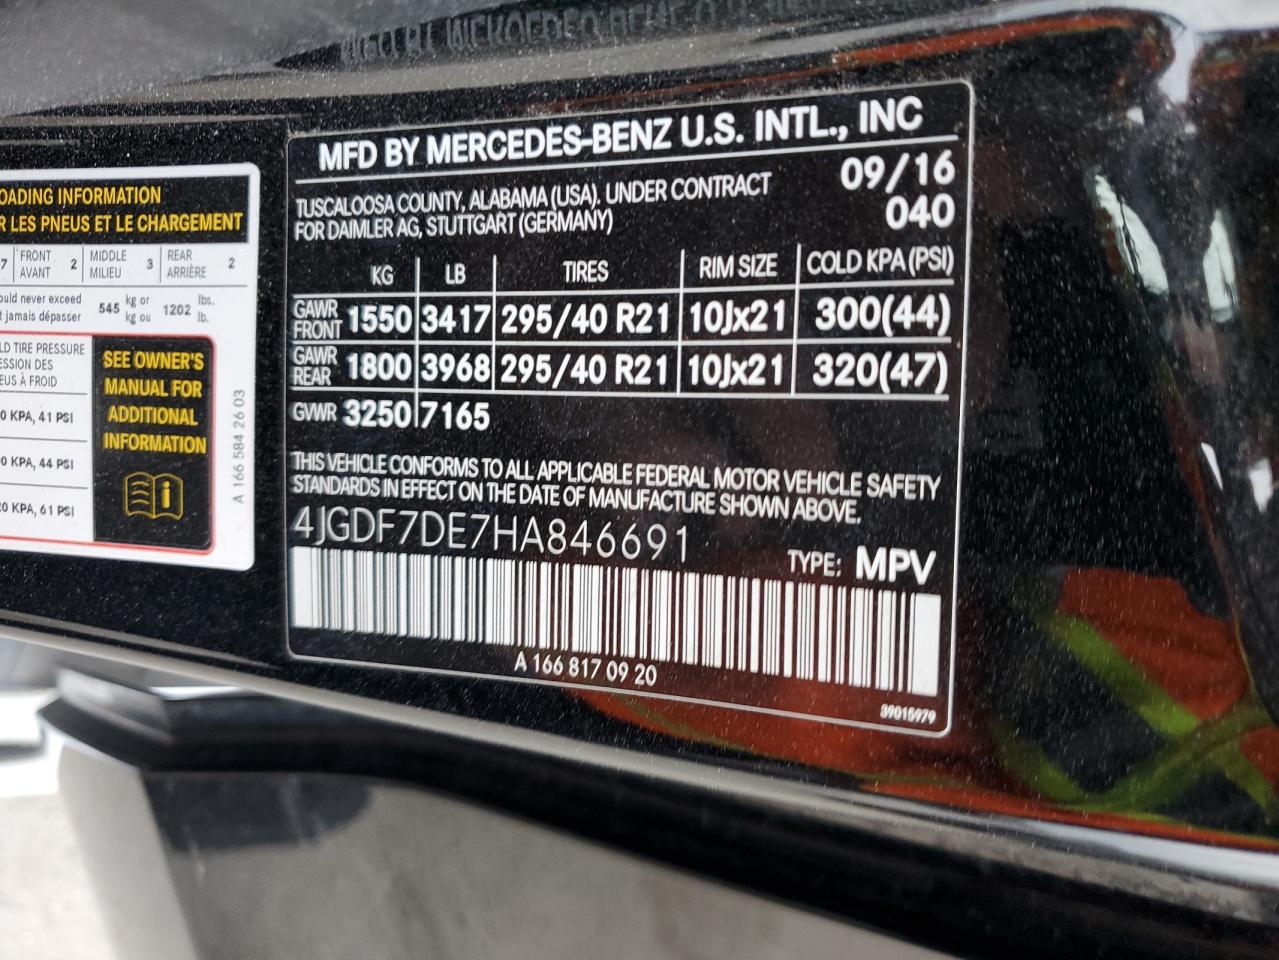 OADING INFORMATION
R LES PNEUS ET LE CHARGEMENT
7 FRONT AVANT 2 MIDDLE MILIEU 3 REAR ARRIÈRE 2
ould never exceed
t jamais dépasser
545 kg or kg ou 1202 lbs. lb.
LD TIRE PRESSURE
ESSION DES
EUS À FROID
0 KPA, 41 PSI
0 KPA, 44 PSI
20 KPA, 61 PSI
SEE OWNER'S
MANUAL FOR
ADDITIONAL
INFORMATION
A 166 584 26 03
MFD BY MERCEDES-BENZ U.S. INTL., INC
TUSCALOOSA COUNTY, ALABAMA (USA). UNDER CONTRACT
FOR DAIMLER AG, STUTTGART (GERMANY)
09/16
040
KG LB TIRES RIM SIZE COLD KPA (PSI)
GAWR FRONT 1550 3417 295/40 R21 10Jx21 300(44)
GAWR REAR 1800 3968 295/40 R21 10Jx21 320(47)
GVWR 3250 7165
THIS VEHICLE CONFORMS TO ALL APPLICABLE FEDERAL MOTOR VEHICLE SAFETY
STANDARDS IN EFFECT ON THE DATE OF MANUFACTURE SHOWN ABOVE.
4JGDF7DE7HA846691
TYPE: MPV
A 166 817 09 20
39015979